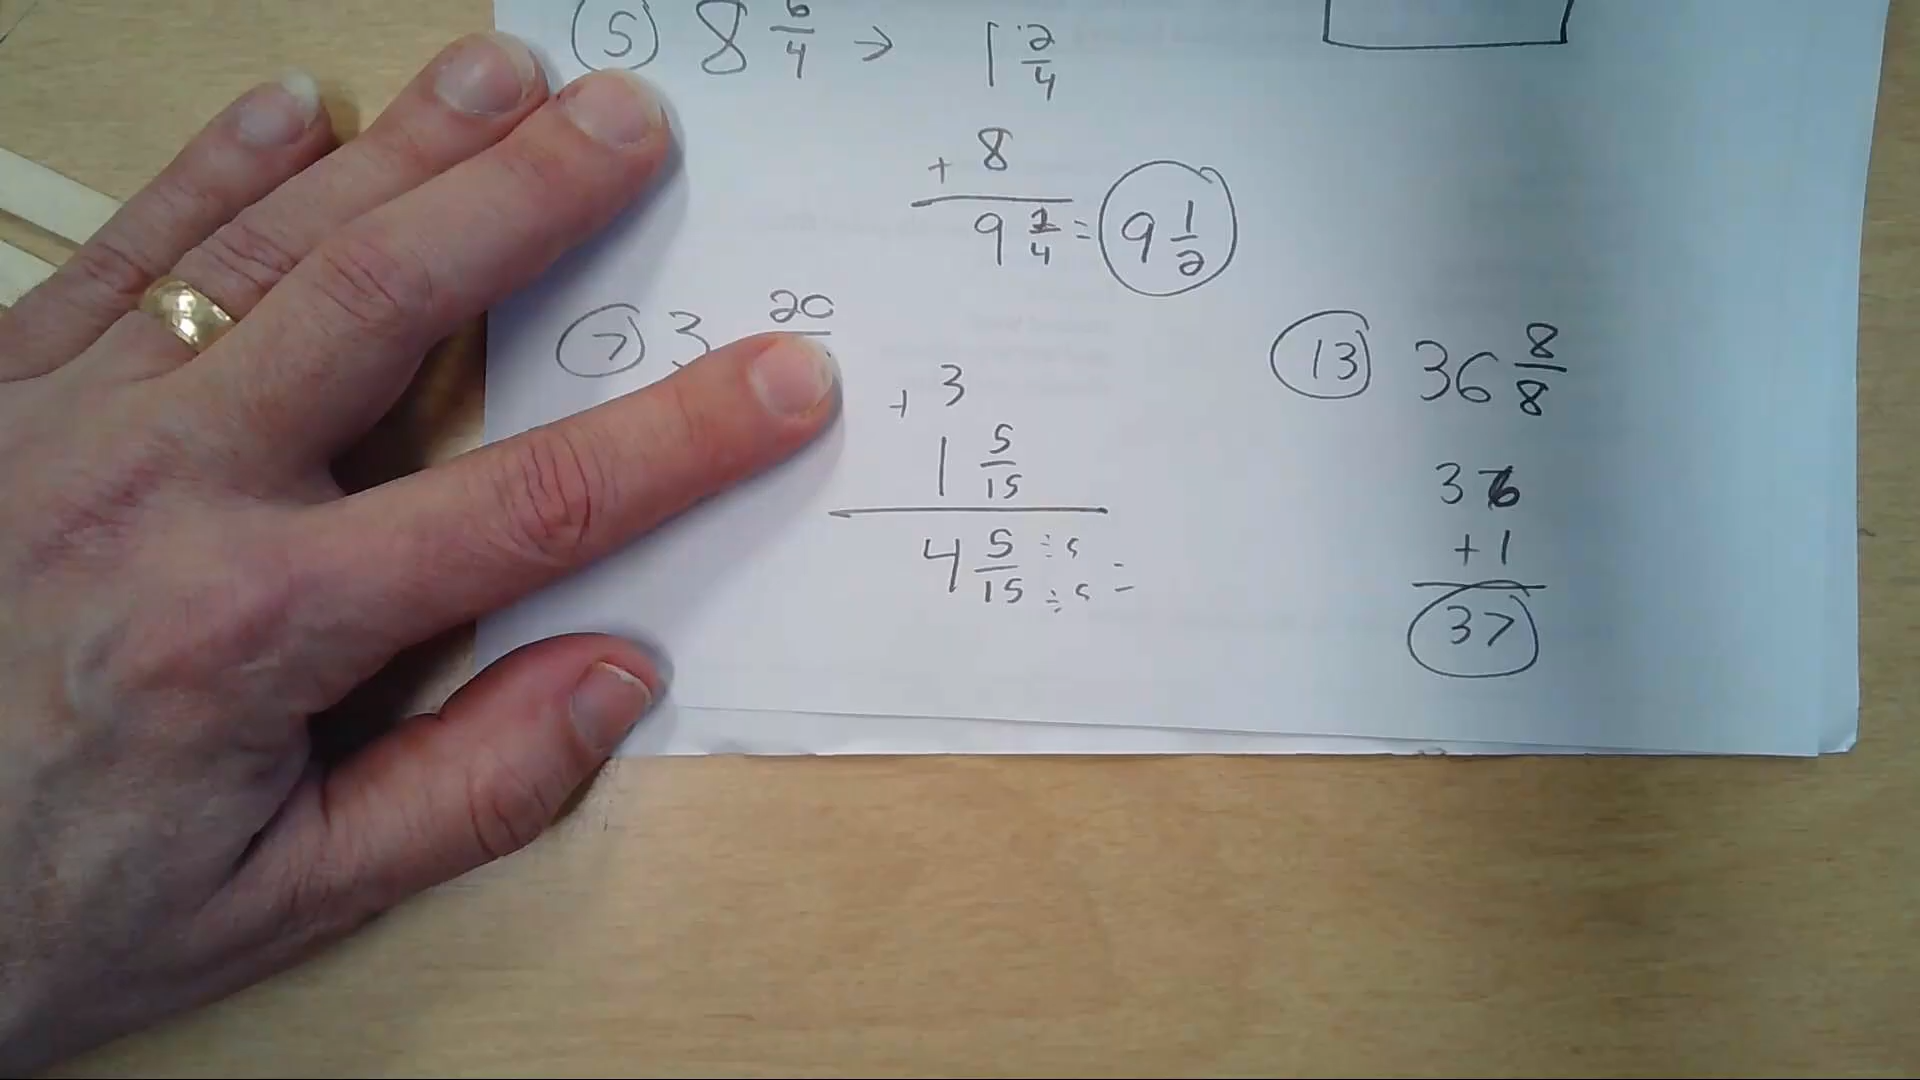 (5) 8 6/4 → 1 2/4
+ 8
9 2/4 = 9 1/2
(7) 3 20
+ 3
1 5/15
4 5/15 ÷ 5 ÷ 5 =
(13) 36 8/8
36
+ 1
37